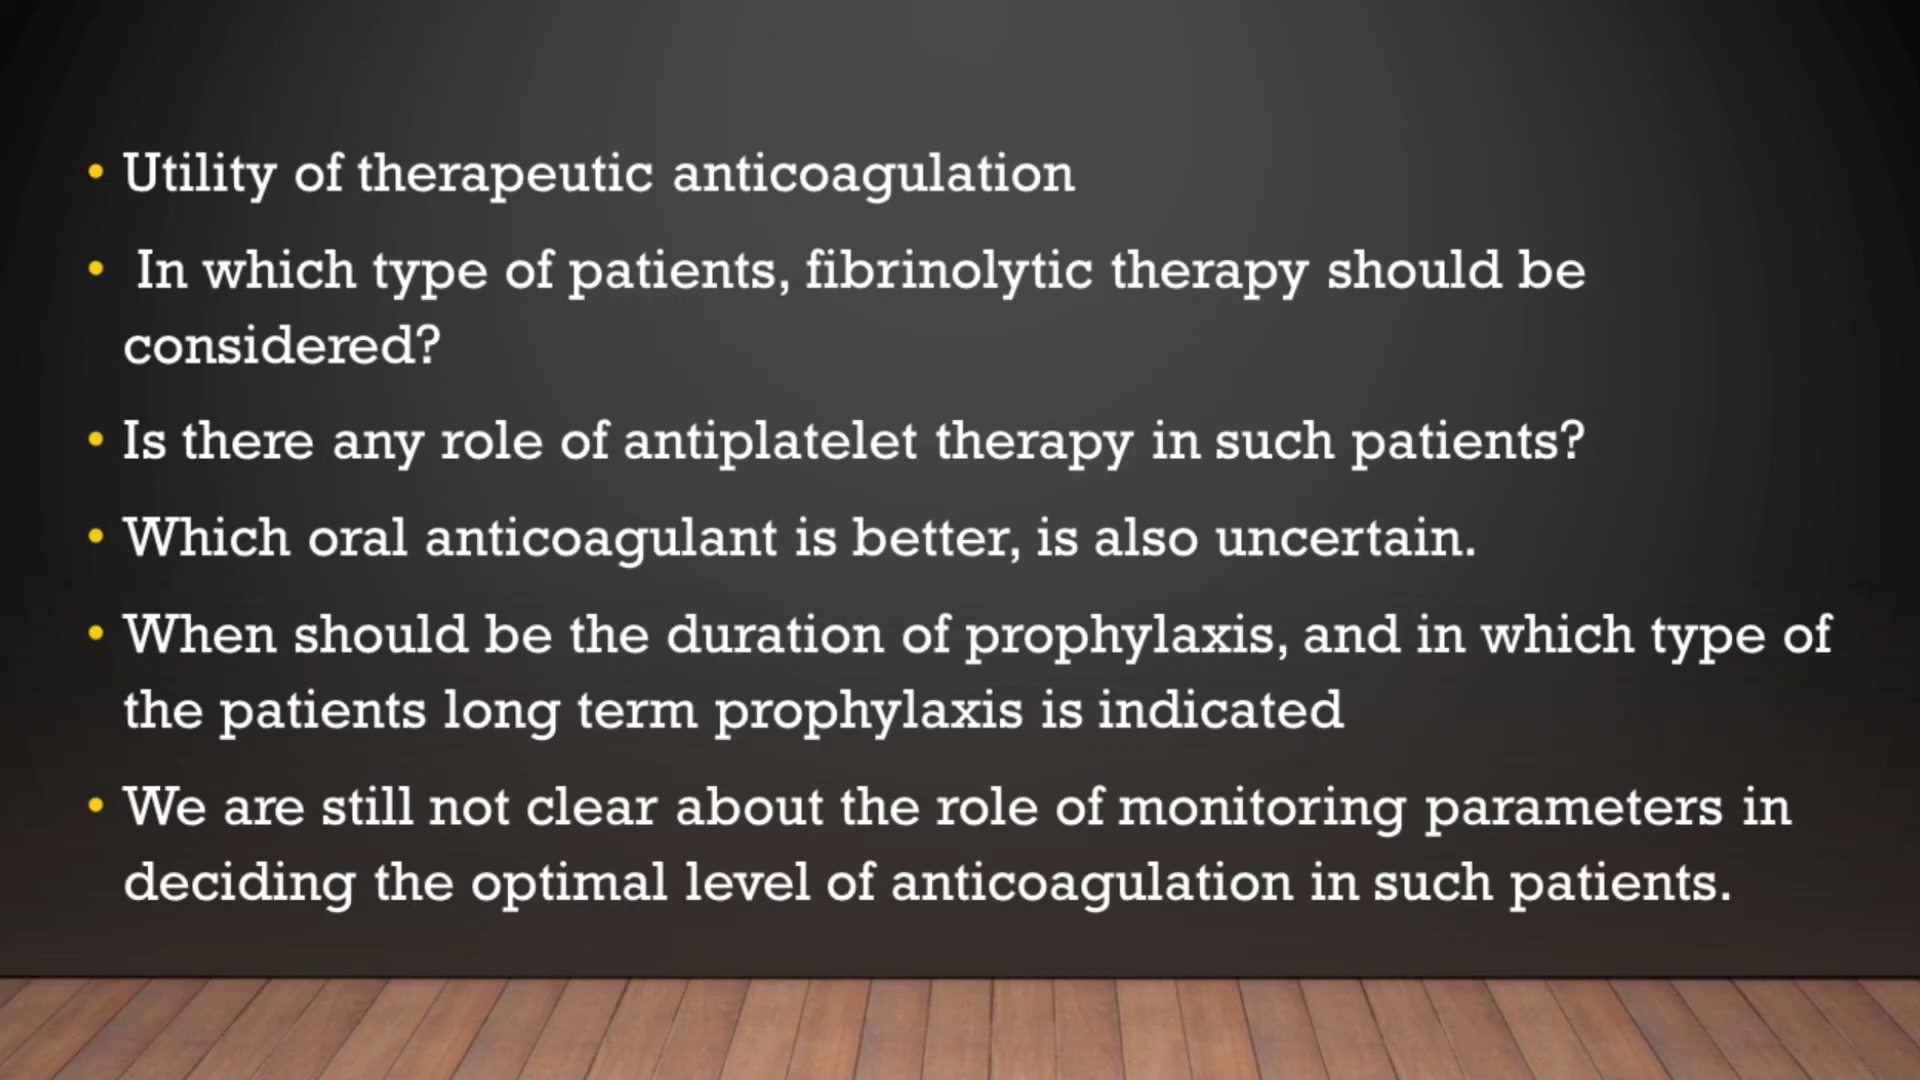 • Utility of therapeutic anticoagulation
• In which type of patients, fibrinolytic therapy should be
considered?
• Is there any role of antiplatelet therapy in such patients?
• Which oral anticoagulant is better, is also uncertain.
• When should be the duration of prophylaxis, and in which type of
the patients long term prophylaxis is indicated
• We are still not clear about the role of monitoring parameters in
deciding the optimal level of anticoagulation in such patients.